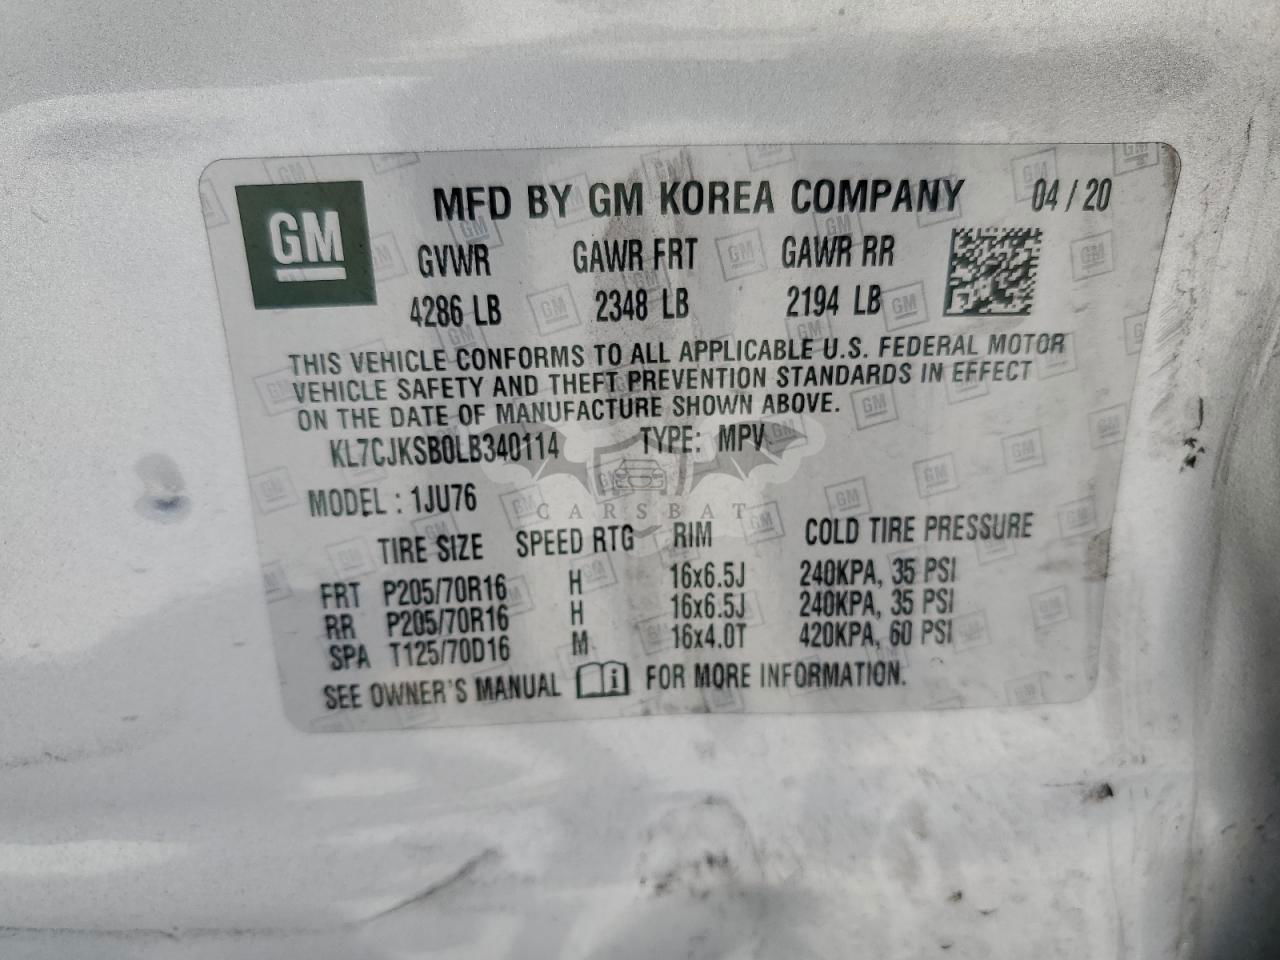 GM
MFD BY GM KOREA COMPANY 04/20
GVWR GAWR FRT GAWR RR
4286 LB 2348 LB 2194 LB
THIS VEHICLE CONFORMS TO ALL APPLICABLE U.S. FEDERAL MOTOR
VEHICLE SAFETY AND THEFT PREVENTION STANDARDS IN EFFECT
ON THE DATE OF MANUFACTURE SHOWN ABOVE.
KL7CJKSB0LB340114 TYPE: MPV
MODEL: 1JU76
CARSBAT
TIRE SIZE SPEED RTG RIM COLD TIRE PRESSURE
FRT P205/70R16 H 16x6.5J 240KPA, 35 PSI
RR P205/70R16 H 16x6.5J 240KPA, 35 PSI
SPA T125/70D16 M 16x4.0T 420KPA, 60 PSI
SEE OWNER'S MANUAL i FOR MORE INFORMATION.